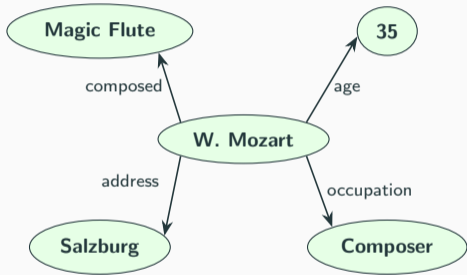 Magic Flute
35
composed
age
W. Mozart
address
occupation
Salzburg
Composer